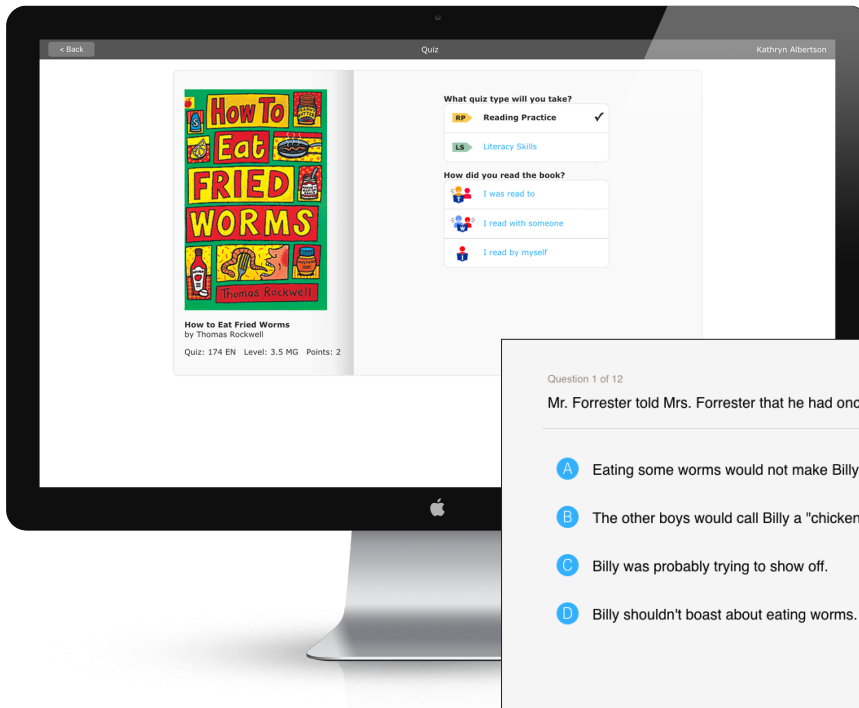 < Back
Quiz
Kathryn Albertson
How To
Eat
FRIED
WORMS
Thomas Rockwell
How to Eat Fried Worms
by Thomas Rockwell
Quiz: 174 EN Level: 3.5 MG Points: 2
What quiz type will you take?
RP Reading Practice
LS Literacy Skills
How did you read the book?
T I was read to
W I read with someone
I I read by myself
Question 1 of 12
Mr. Forrester told Mrs. Forrester that he had onc
A Eating some worms would not make Billy
B The other boys would call Billy a "chicken
C Billy was probably trying to show off.
D Billy shouldn't boast about eating worms.